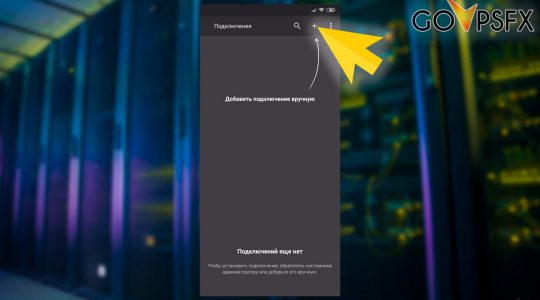 GOVPSFX
Подключения
Добавить подключение вручную
Подключений еще нет
Чтобы установить подключение, обратитесь системному
администратору или добавьте его вручную.